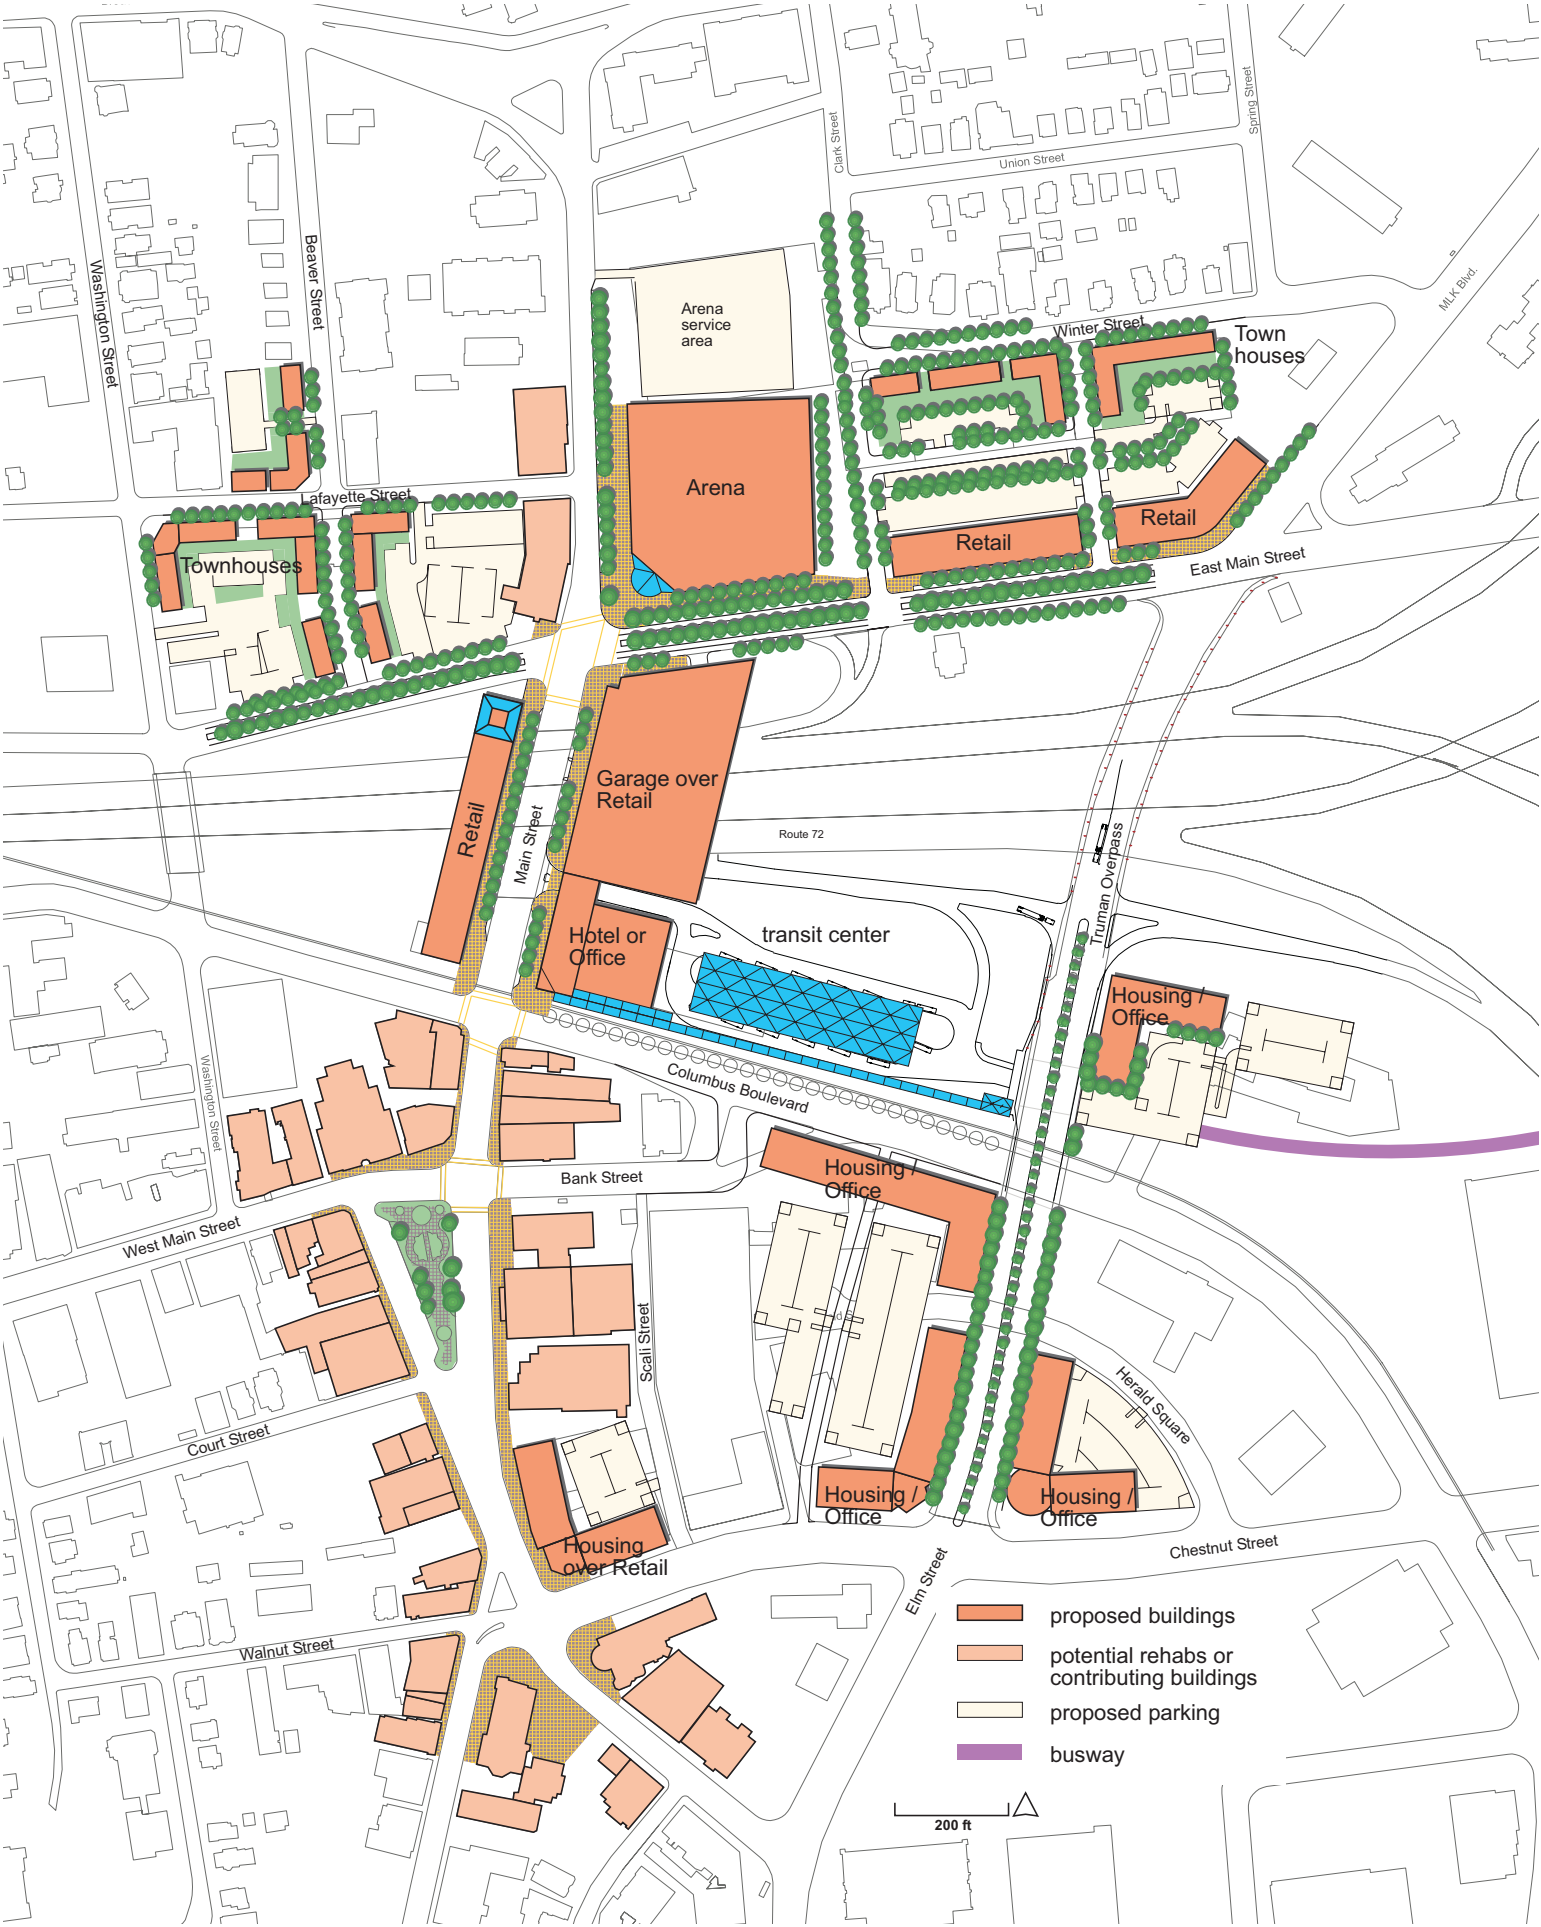 Spring Street
Clark Street
Union Street
Washington Street
Beaver Street
MLK Blvd.
Arena
service
area
Winter Street
Town
houses
Arena
Lafayette Street
Retail
Retail
East Main Street
Townhouses
Garage over
Retail
Retail
Main Street
Route 72
Truman Overpass
Hotel or
Office
transit center
Housing /
Office
Washington Street
Columbus Boulevard
Bank Street
Housing /
Office
West Main Street
Scali Street
Herald Square
Court Street
Housing /
Office
Housing /
Office
Housing
over Retail
Chestnut Street
Elm Street
Walnut Street
proposed buildings
potential rehabs or
contributing buildings
proposed parking
busway
200 ft